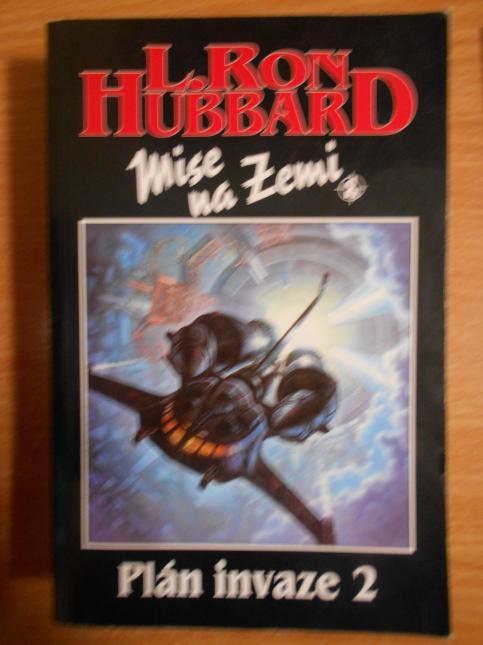 L. RON
HUBBARD
Mise
na Zemi
Plán invaze 2